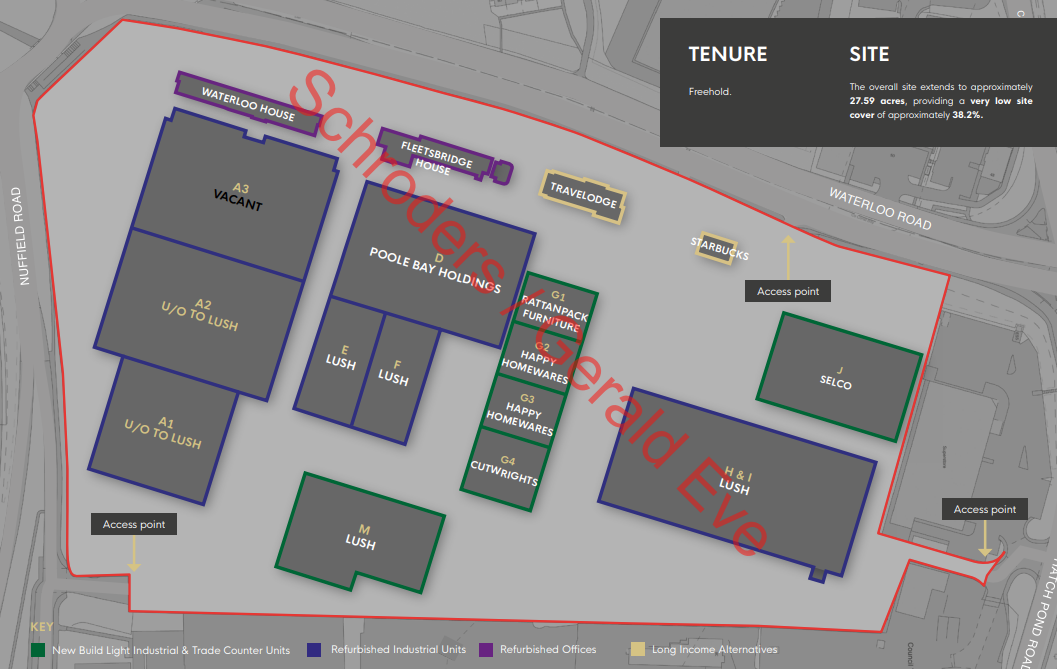 TENURE
Freehold.
SITE
The overall site extends to approximately
27.59 acres, providing a very low site
cover of approximately 38.2%.
WATERLOO HOUSE
FLEETSBRIDGE
HOUSE
TRAVELODGE
STARBUCKS
WATERLOO ROAD
NUFFIELD ROAD
A3
VACANT
D
POOLE BAY HOLDINGS
Access point
G1
RATTANPACK
FURNITURE
A2
U/O TO LUSH
E
LUSH
F
LUSH
G2
HAPPY
HOMEWARES
J
SELCO
G3
HAPPY
HOMEWARES
A1
U/O TO LUSH
G4
CUTWRIGHTS
H & I
LUSH
Access point
Access point
M
LUSH
HATCH POND ROAD
Council
Schroders / Gerald Eve
KEY
New Build Light Industrial & Trade Counter Units
Refurbished Industrial Units
Refurbished Offices
Long Income Alternatives